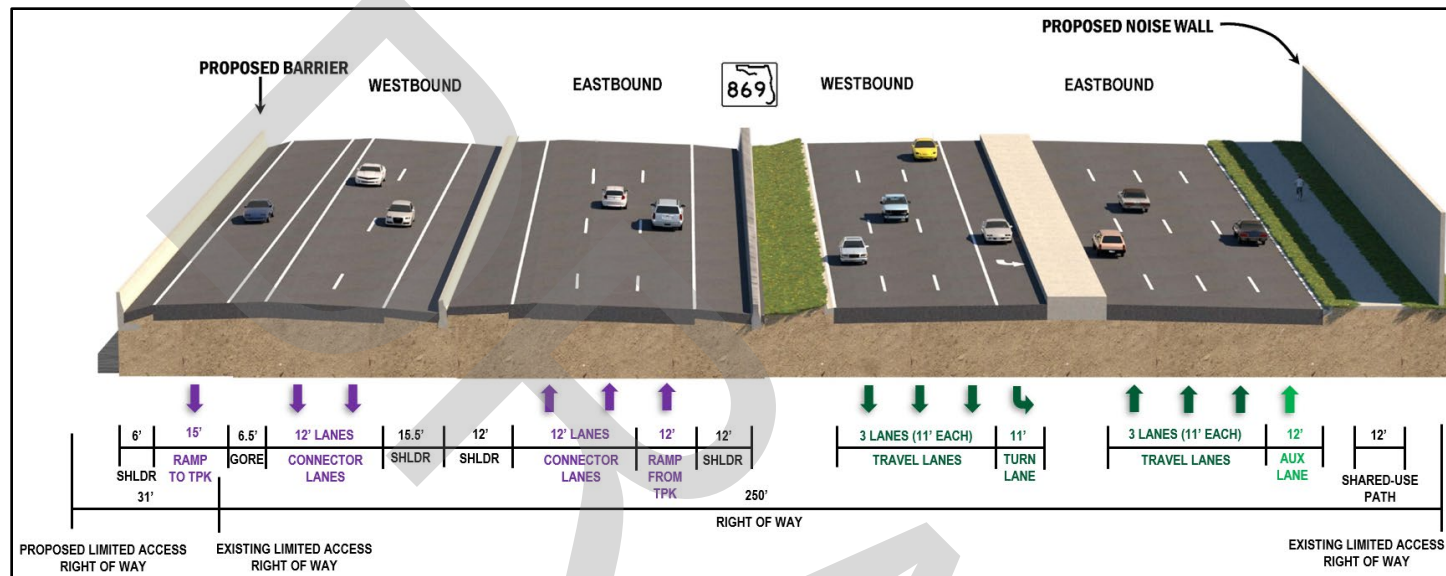 PROPOSED NOISE WALL
PROPOSED BARRIER
WESTBOUND
EASTBOUND
869
WESTBOUND
EASTBOUND
6'
15'
6.5'
12' LANES
15.5'
12'
12' LANES
12'
12'
3 LANES (11' EACH)
11'
3 LANES (11' EACH)
12'
12'
SHLDR
RAMP
TO TPK
GORE
CONNECTOR
LANES
SHLDR
SHLDR
CONNECTOR
LANES
RAMP
FROM
TPK
SHLDR
TRAVEL LANES
TURN
LANE
TRAVEL LANES
AUX
LANE
SHARED-USE
PATH
31'
250'
RIGHT OF WAY
PROPOSED LIMITED ACCESS
RIGHT OF WAY
EXISTING LIMITED ACCESS
RIGHT OF WAY
EXISTING LIMITED ACCESS
RIGHT OF WAY